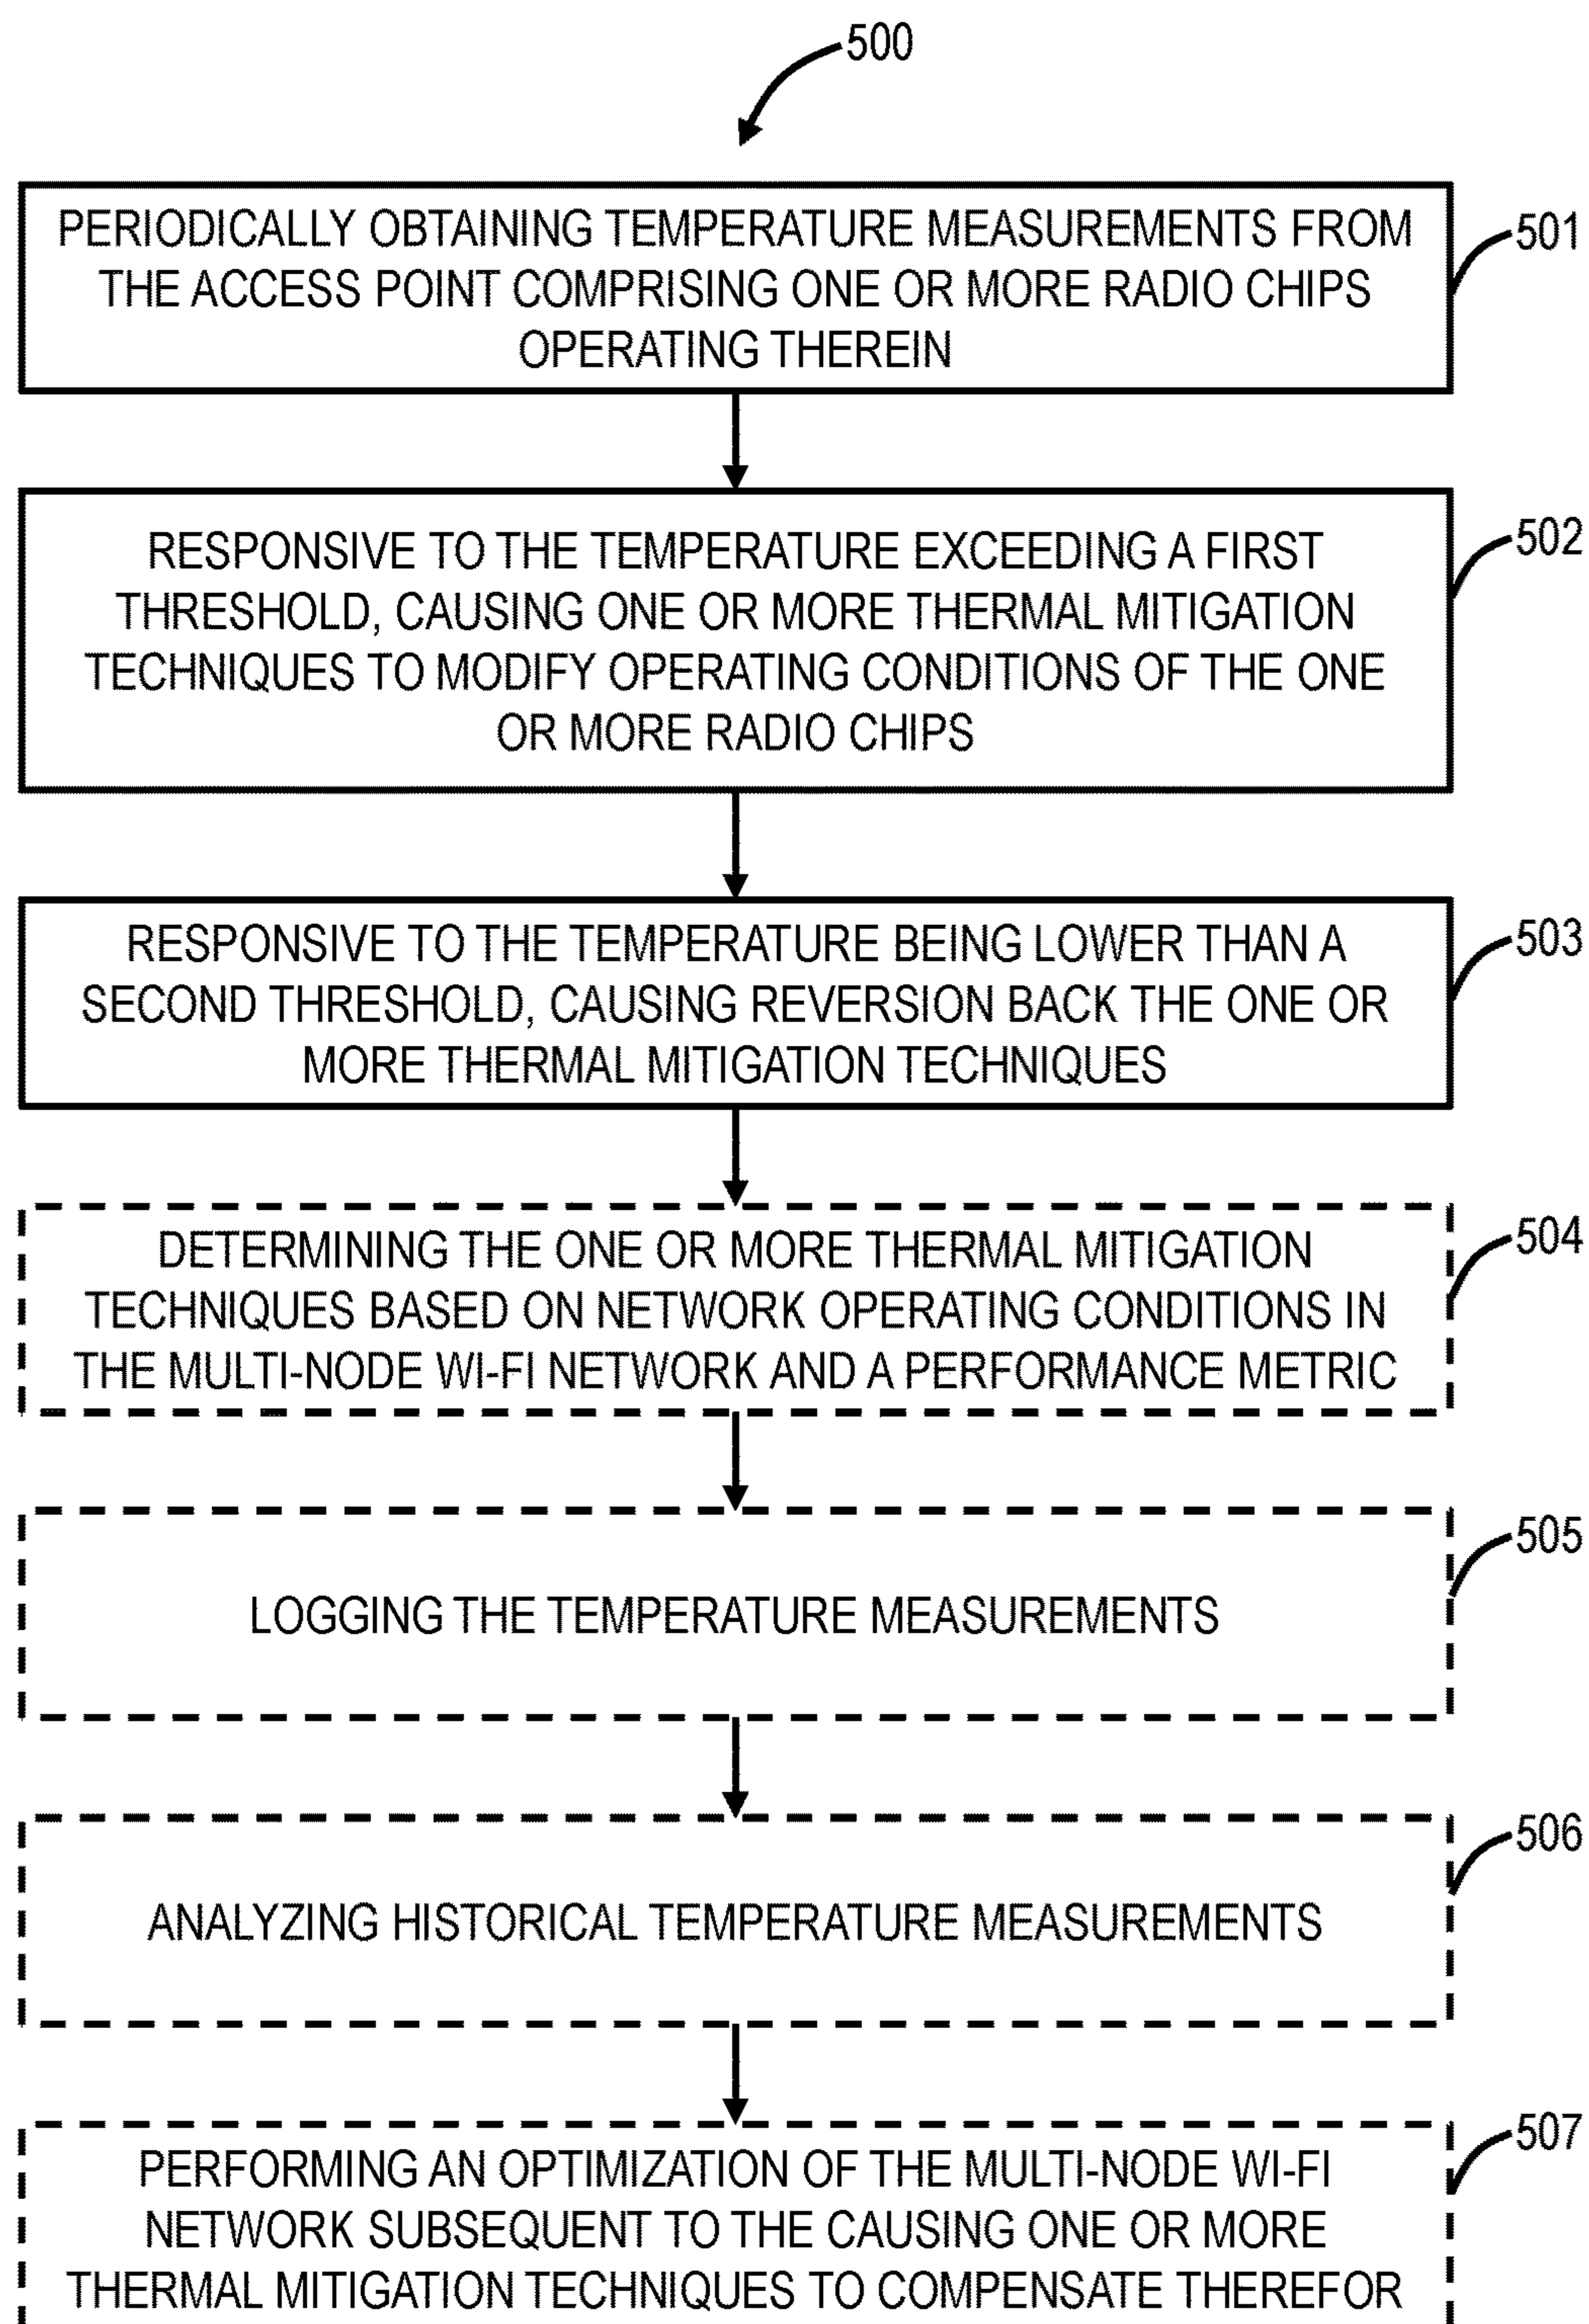 500
PERIODICALLY OBTAINING TEMPERATURE MEASUREMENTS FROM
THE ACCESS POINT COMPRISING ONE OR MORE RADIO CHIPS
OPERATING THEREIN
501
RESPONSIVE TO THE TEMPERATURE EXCEEDING A FIRST
THRESHOLD, CAUSING ONE OR MORE THERMAL MITIGATION
TECHNIQUES TO MODIFY OPERATING CONDITIONS OF THE ONE
OR MORE RADIO CHIPS
502
RESPONSIVE TO THE TEMPERATURE BEING LOWER THAN A
SECOND THRESHOLD, CAUSING REVERSION BACK THE ONE OR
MORE THERMAL MITIGATION TECHNIQUES
503
DETERMINING THE ONE OR MORE THERMAL MITIGATION
TECHNIQUES BASED ON NETWORK OPERATING CONDITIONS IN
THE MULTI-NODE WI-FI NETWORK AND A PERFORMANCE METRIC
504
LOGGING THE TEMPERATURE MEASUREMENTS
505
ANALYZING HISTORICAL TEMPERATURE MEASUREMENTS
506
PERFORMING AN OPTIMIZATION OF THE MULTI-NODE WI-FI
NETWORK SUBSEQUENT TO THE CAUSING ONE OR MORE
THERMAL MITIGATION TECHNIQUES TO COMPENSATE THEREFOR
507